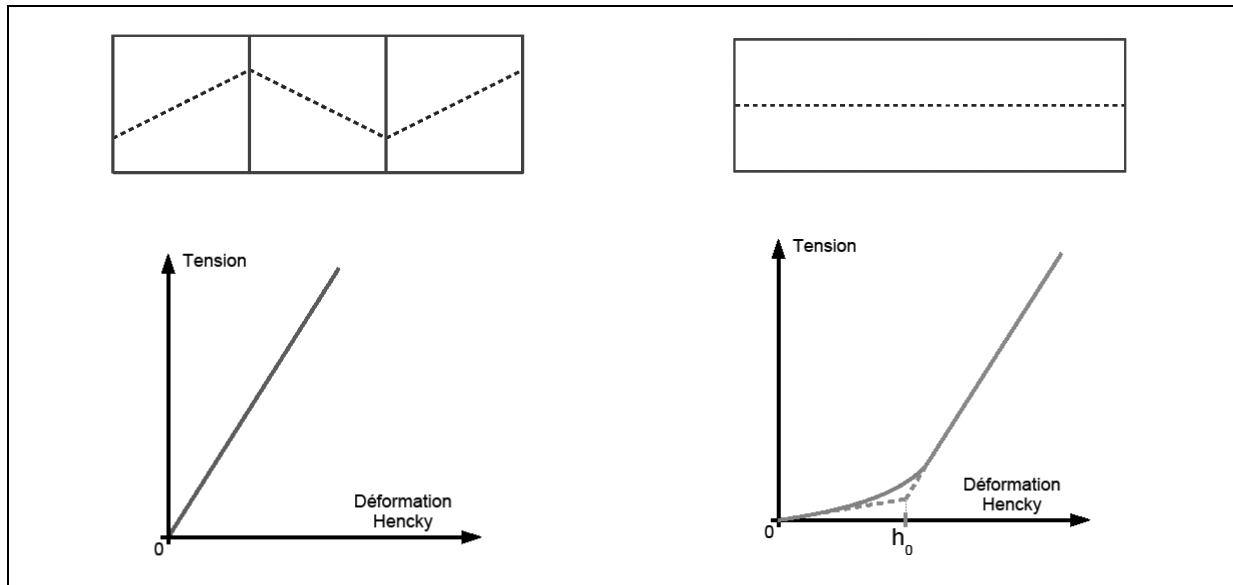 Tension
Déformation
Hencky
0
Tension
Déformation
Hencky
0
h0